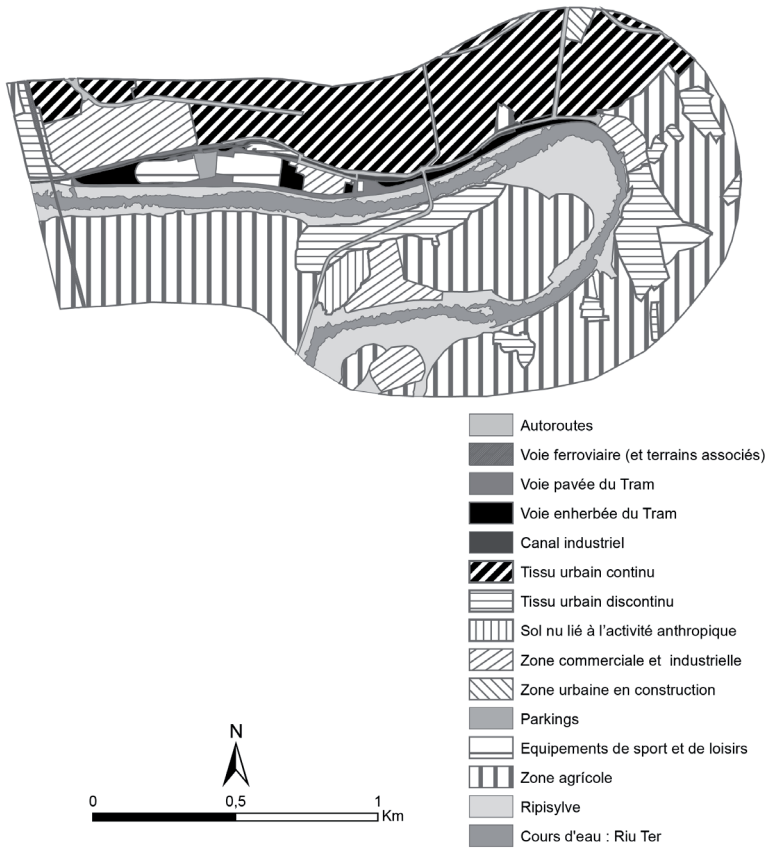 Autoroutes
Voie ferroviaire (et terrains associés)
Voie pavée du Tram
Voie enherbée du Tram
Canal industriel
Tissu urbain continu
Tissu urbain discontinu
Sol nu lié à l'activité anthropique
Zone commerciale et industrielle
Zone urbaine en construction
Parkings
Equipements de sport et de loisirs
Zone agrícole
Ripisylve
Cours d'eau : Riu Ter
N
0 0,5 1
Km